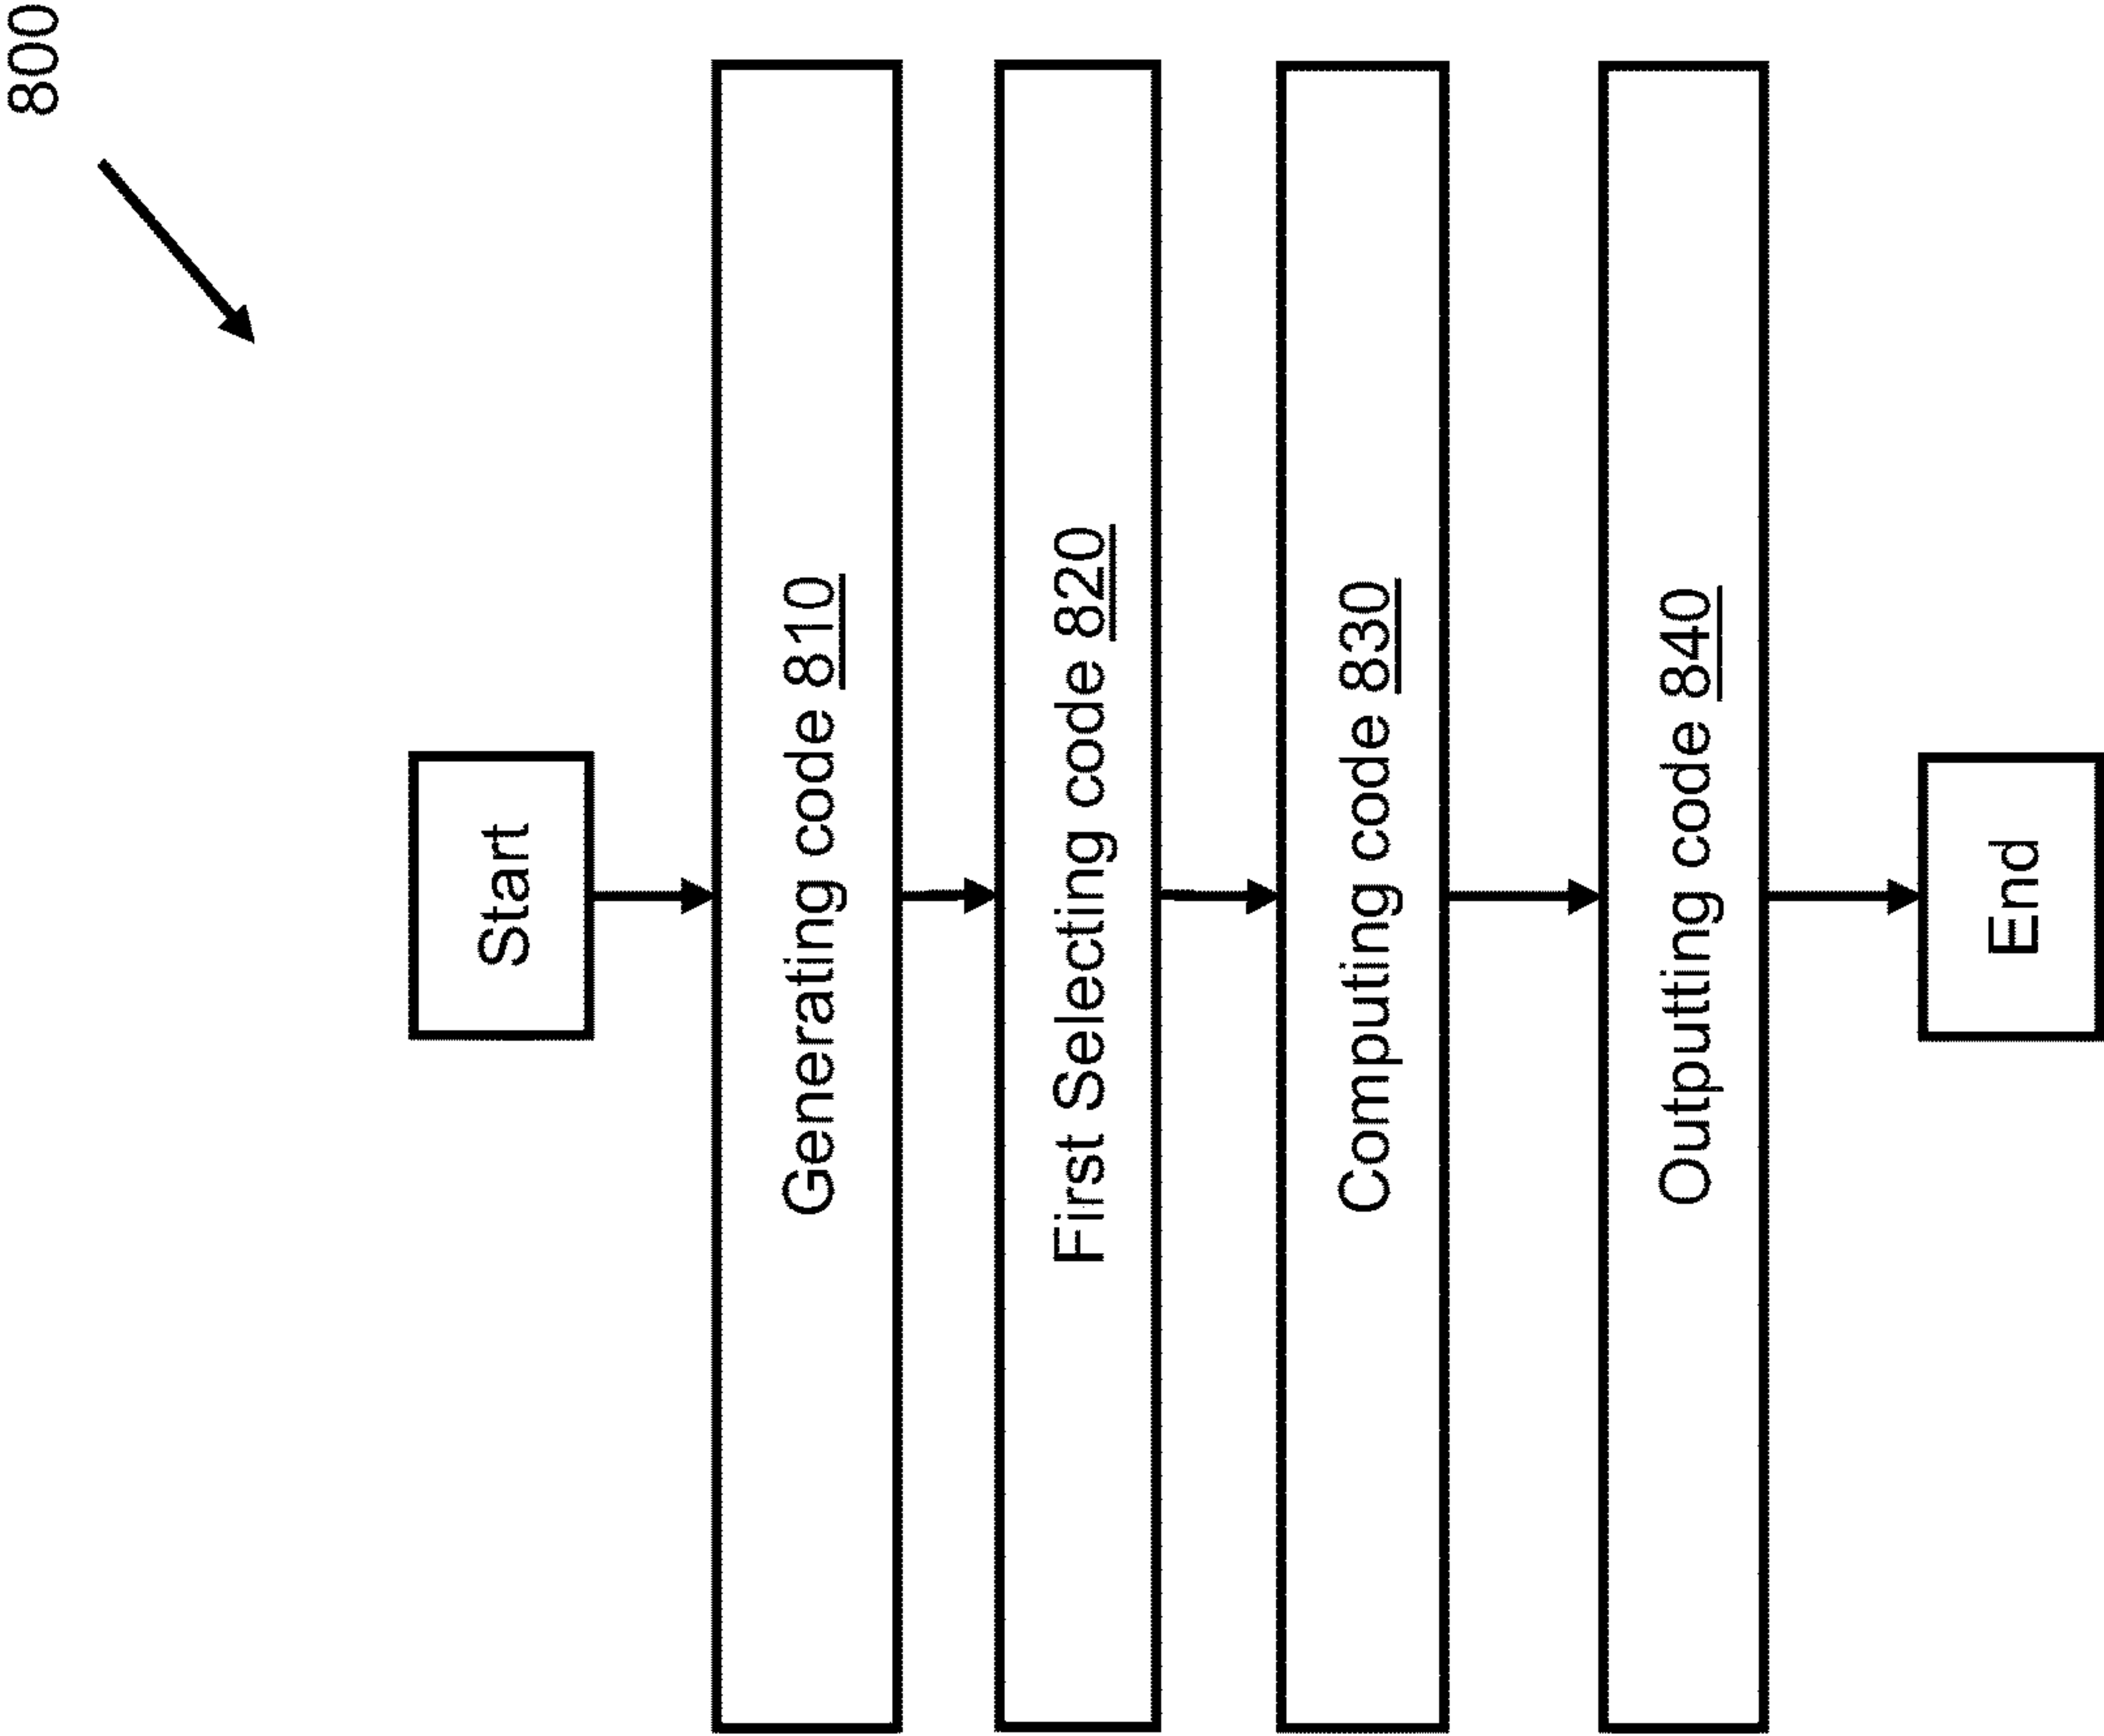 800
Start
Generating code 810
First Selecting code 820
Computing code 830
Outputting code 840
End